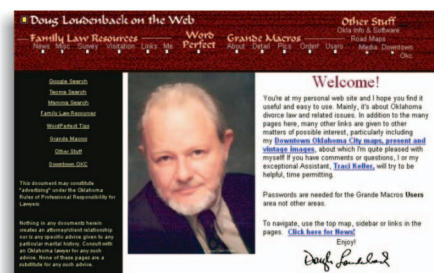 Doug Loudenback on the Web
Family Law Resources
News Misc Survey Visitation Links Me
Word
Perfect
Grande Macros
About Detail Pics Order! Users
Other Stuff
Okla Info & Software
Road Maps
Media Downtown
Okc
Google Search
Teoma Search
Mamma Search
Family Law Resources
WordPerfect Tips
Grande Macros
Other Stuff
Downtown OKC
This document may constitute
"advertising" under the Oklahoma
Rules of Professional Responsibility for
Lawyers
Nothing in any documents herein
creates an attorney/client relationship
nor is any specific advice given to any
particular marital history. Consult with
an Oklahoma lawyer for any such
advice. None of these pages are a
substitute for any such advice.
Welcome!
You're at my personal web site and I hope you find it
useful and easy to use. Mainly, it's about Oklahoma
divorce law and related issues. In addition to the many
pages here, many other links are given to other
matters of possible interest, particularly including
my Downtown Oklahoma City maps, present and
vintage images, about which I'm quite pleased with
myself! If you have comments or questions, I or my
exceptional Assistant, Traci Keller, will try to be
helpful, time permitting.
Passwords are needed for the Grande Macros Users
area not other areas.
To navigate, use the top map, sidebar or links in the
pages. Click here for News!
Enjoy!
Doug Loudenback